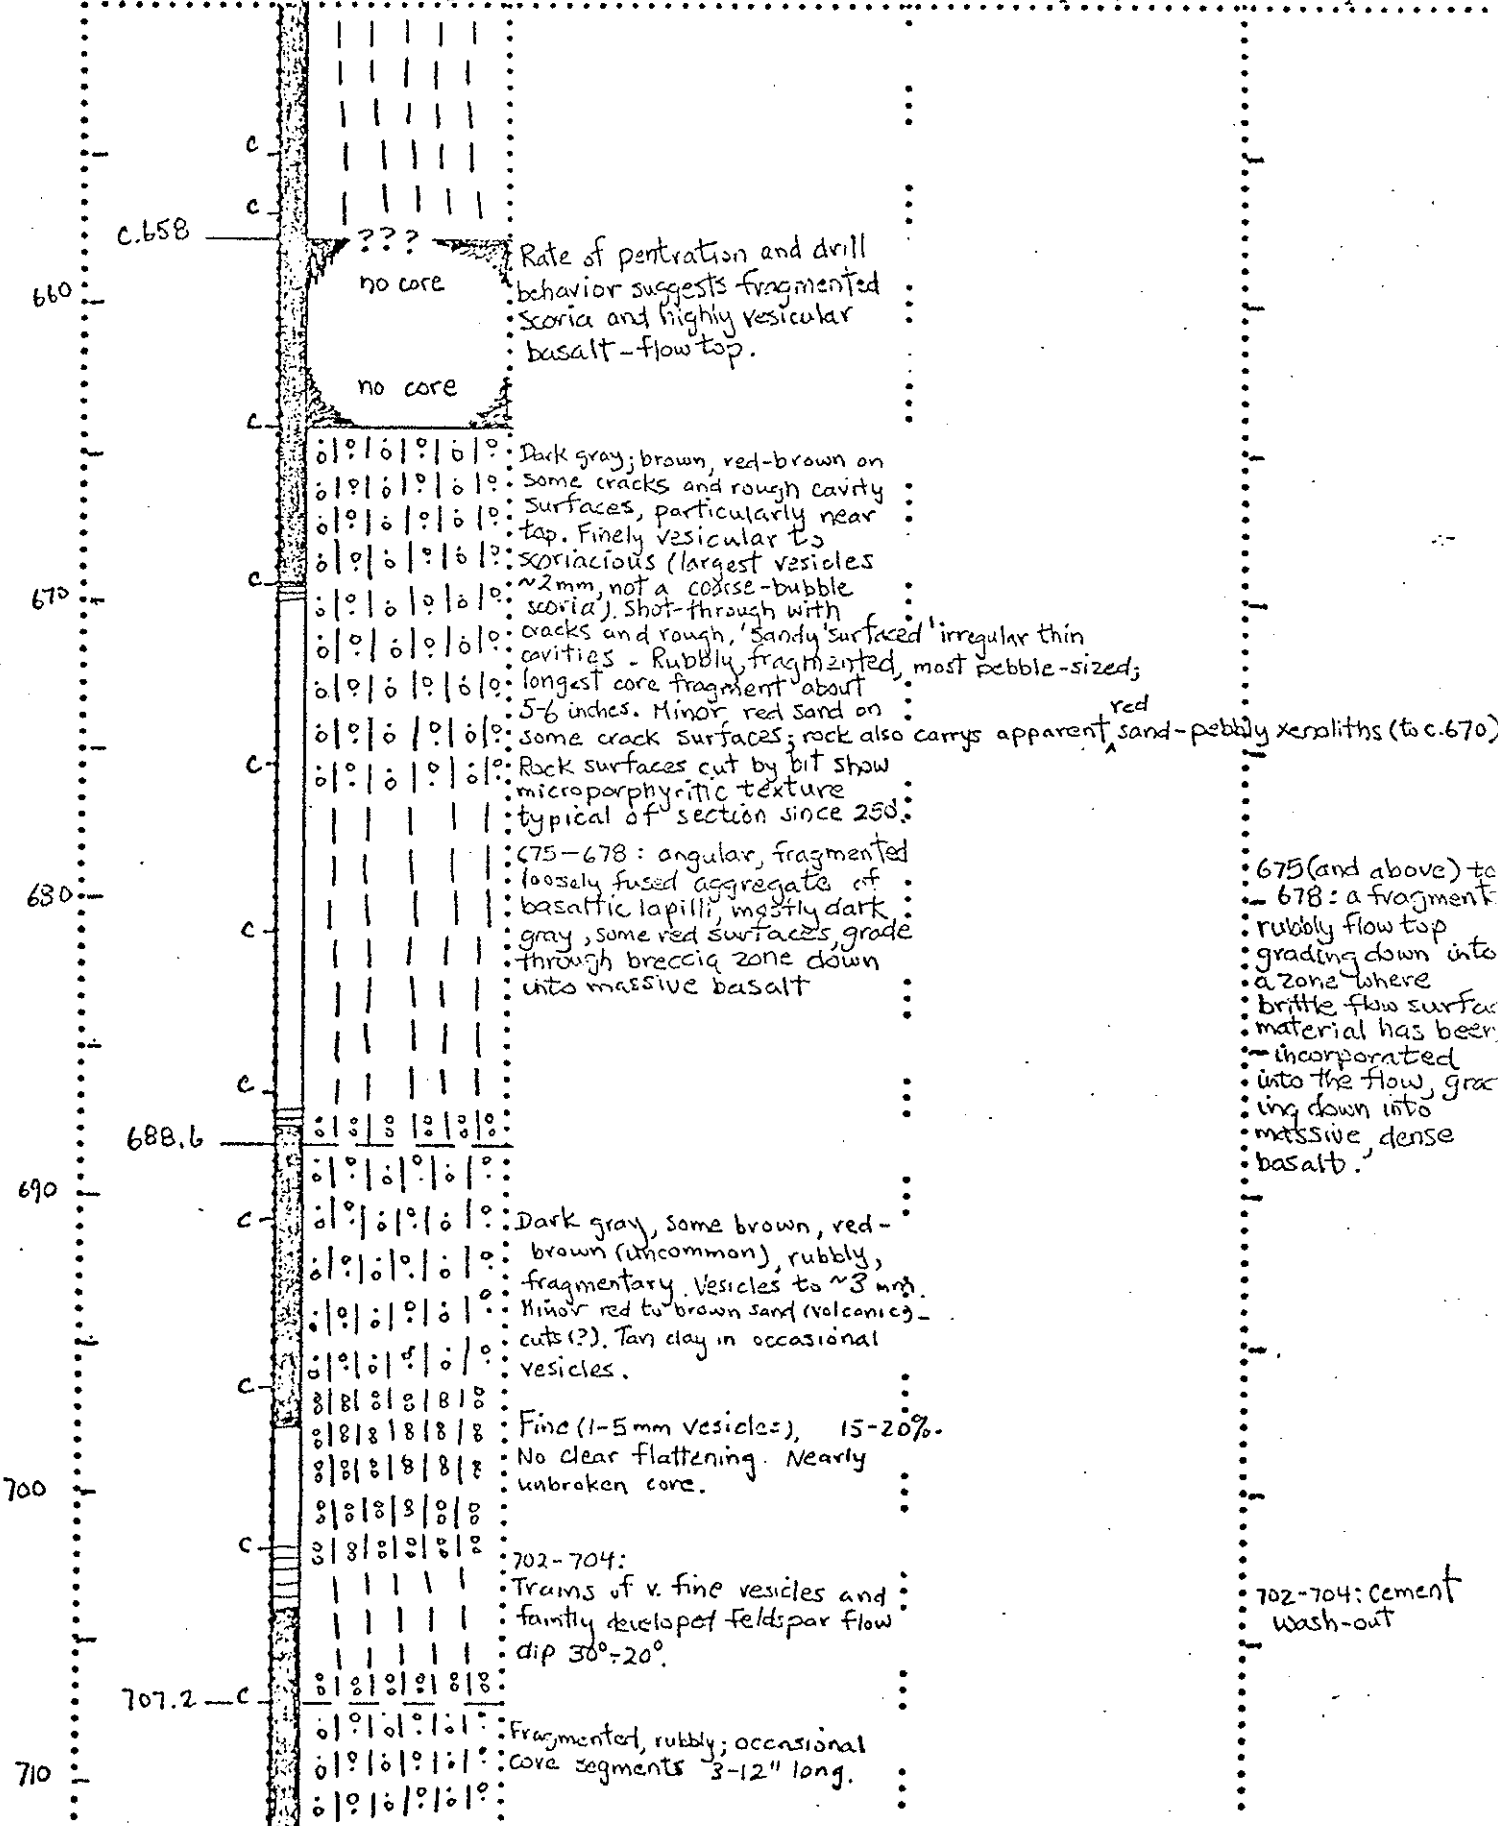 C
C
c.658
???
no core
660
no core
C
Rate of pentration and drill
behavior suggests fragmented
scoria and highly vesicular
basalt-flow top.
Dark gray; brown, red-brown on
some cracks and rough cavity
surfaces, particularly near
top. Finely vesicular to
scoriacious (largest vesicles
~2mm, not a coarse-bubble
scoria). Shot-through with
cracks and rough, 'sandy surfaced' irregular thin
cavities - Rubbly, fragmented, most pebble-sized;
longest core fragment about
5-6 inches. Minor red sand on
red
some crack surfaces; rock also carrys apparent ^ sand-pebbly xenoliths (to c.670)
Rock surfaces cut by bit show
microporphyritic texture
typical of section since 250.
C
670
C
675-678: angular, fragmented
loosely fused aggregate of
basaltic lapilli, mostly dark
gray, some red surfaces, grade
through breccia zone down
into massive basalt
680
C
C
675 (and above) to
678: a fragment
rubbly flow top
grading down into
a zone where
brittle flow surfac
material has been
incorporated
into the flow, grad
ing down into
massive, dense
basalt.
688.6
690
C
Dark gray, some brown, red-
brown (uncommon), rubbly,
fragmentary. Vesicles to ~3 mm.
Minor red to brown sand (volcanic)-
cuts (?). Tan clay in occasional
vesicles.
C
Fine (1-5 mm vesicles), 15-20%.
No clear flattening. Nearly
unbroken core.
700
C
702-704:
Trains of v. fine vesicles and
faintly developed feldspar flow
dip 30°-20°.
702-704: Cement
wash-out
707.2
C
Fragmented, rubbly; occasional
core segments 3-12" long.
710